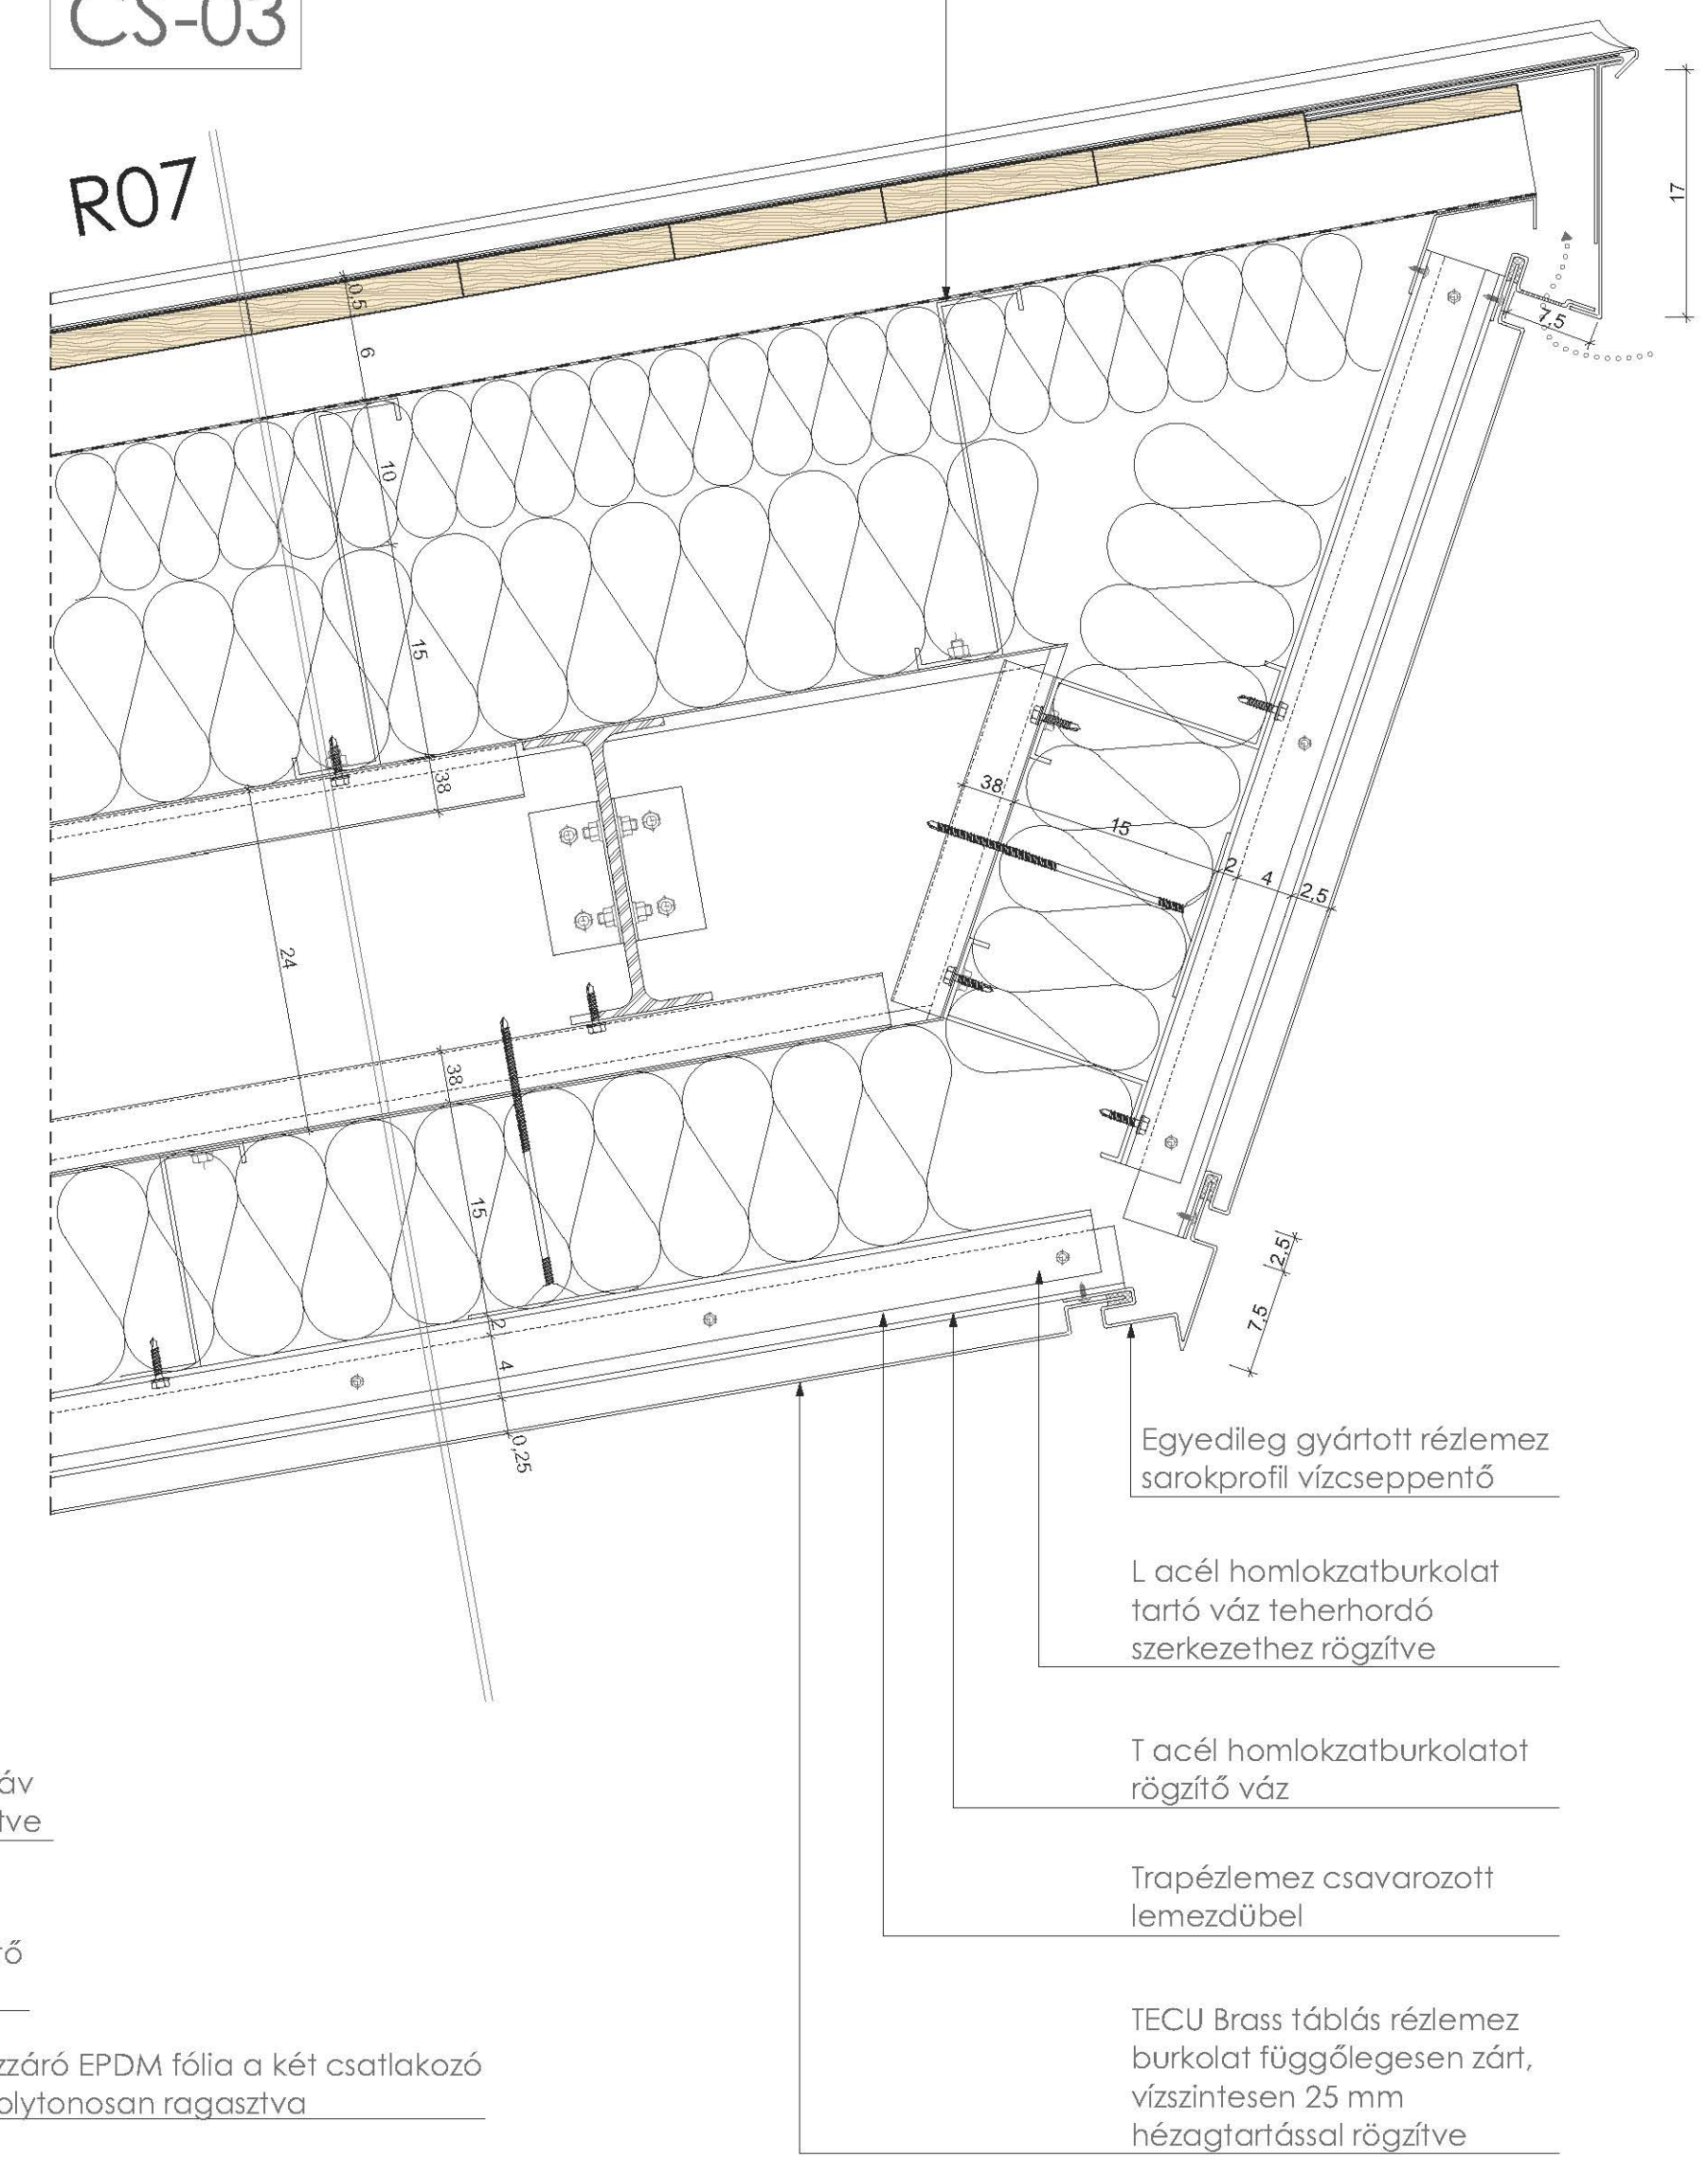 CS-03
R07
17
7,5
0,5
6
10
15
38
24
38
15
2
4
2,5
38
15
2
4
0,25
2,5
7,5
Egyedileg gyártott rézlemez
sarokprofil vízcseppentő
L acél homlokzatburkolat
tartó váz teherhordó
szerkezethez rögzítve
T acél homlokzatburkolatot
rögzítő váz
Trapézlemez csavarozott
lemezdübel
TECU Brass táblás rézlemez
burkolat függőlegesen zárt,
vízszintesen 25 mm
hézagtartással rögzítve
áv
tve
tő
zzáró EPDM fólia a két csatlakozó
olytonosan ragasztva